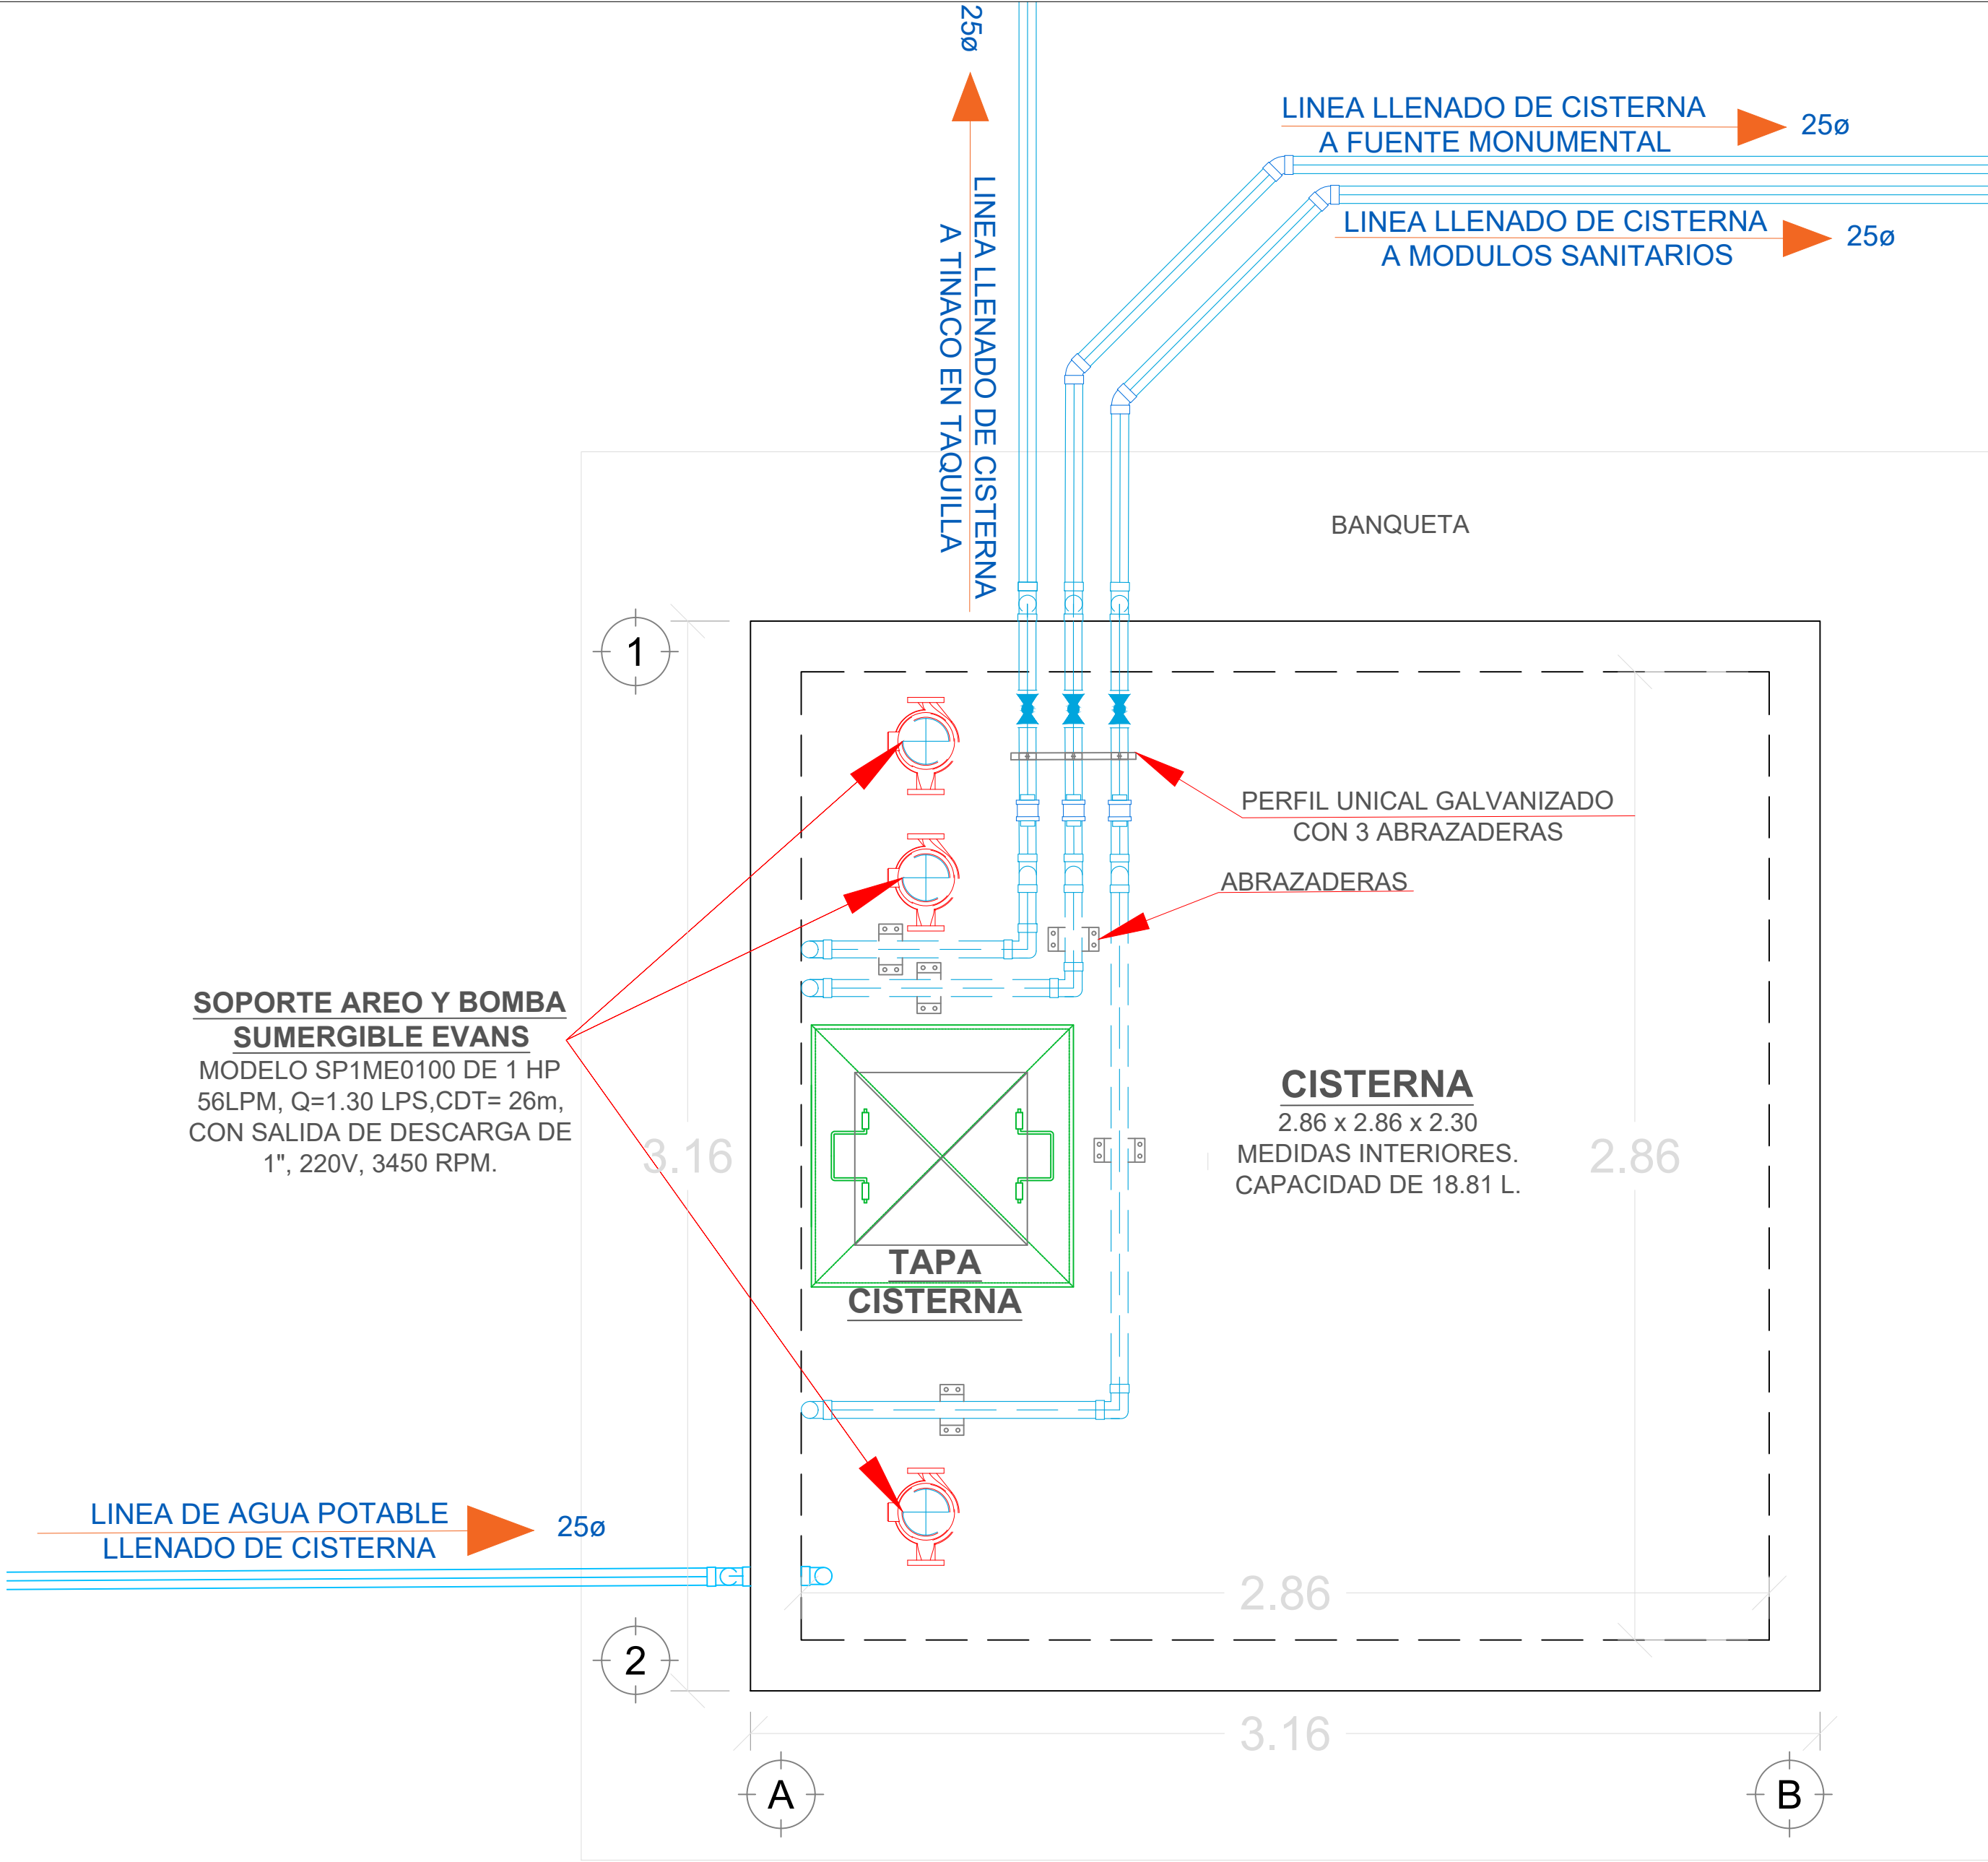 25ø
LINEA LLENADO DE CISTERNA
A TINACO EN TAQUILLA
LINEA LLENADO DE CISTERNA
A FUENTE MONUMENTAL
25ø
LINEA LLENADO DE CISTERNA
A MODULOS SANITARIOS
25ø
BANQUETA
1
PERFIL UNICAL GALVANIZADO
CON 3 ABRAZADERAS
ABRAZADERAS
SOPORTE AREO Y BOMBA
SUMERGIBLE EVANS
MODELO SP1ME0100 DE 1 HP
56LPM, Q=1.30 LPS,CDT= 26m,
CON SALIDA DE DESCARGA DE
1", 220V, 3450 RPM.
3.16
CISTERNA
2.86 x 2.86 x 2.30
MEDIDAS INTERIORES.
CAPACIDAD DE 18.81 L.
2.86
TAPA
CISTERNA
LINEA DE AGUA POTABLE
LLENADO DE CISTERNA
25ø
2.86
2
3.16
A
B